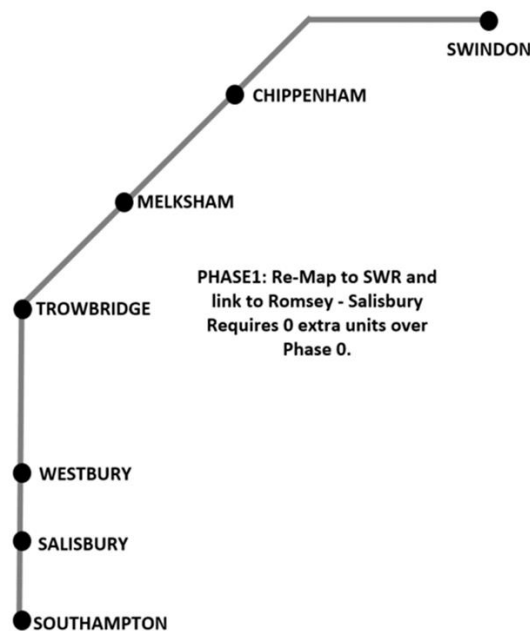 SWINDON
CHIPPENHAM
MELKSHAM
PHASE1: Re-Map to SWR and
link to Romsey - Salisbury
Requires 0 extra units over
Phase 0.
TROWBRIDGE
WESTBURY
SALISBURY
SOUTHAMPTON